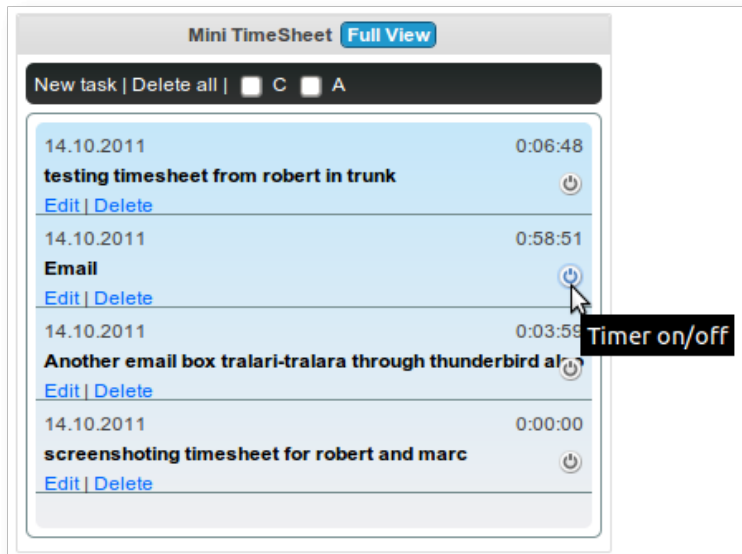 Mini TimeSheet Full View
New task | Delete all | C A
14.10.2011 0:06:48
testing timesheet from robert in trunk
Edit | Delete
14.10.2011 0:58:51
Email
Edit | Delete
14.10.2011 0:03:59
Timer on/off
Another email box tralari-tralara through thunderbird
Edit | Delete
14.10.2011 0:00:00
screenshoting timesheet for robert and marc
Edit | Delete